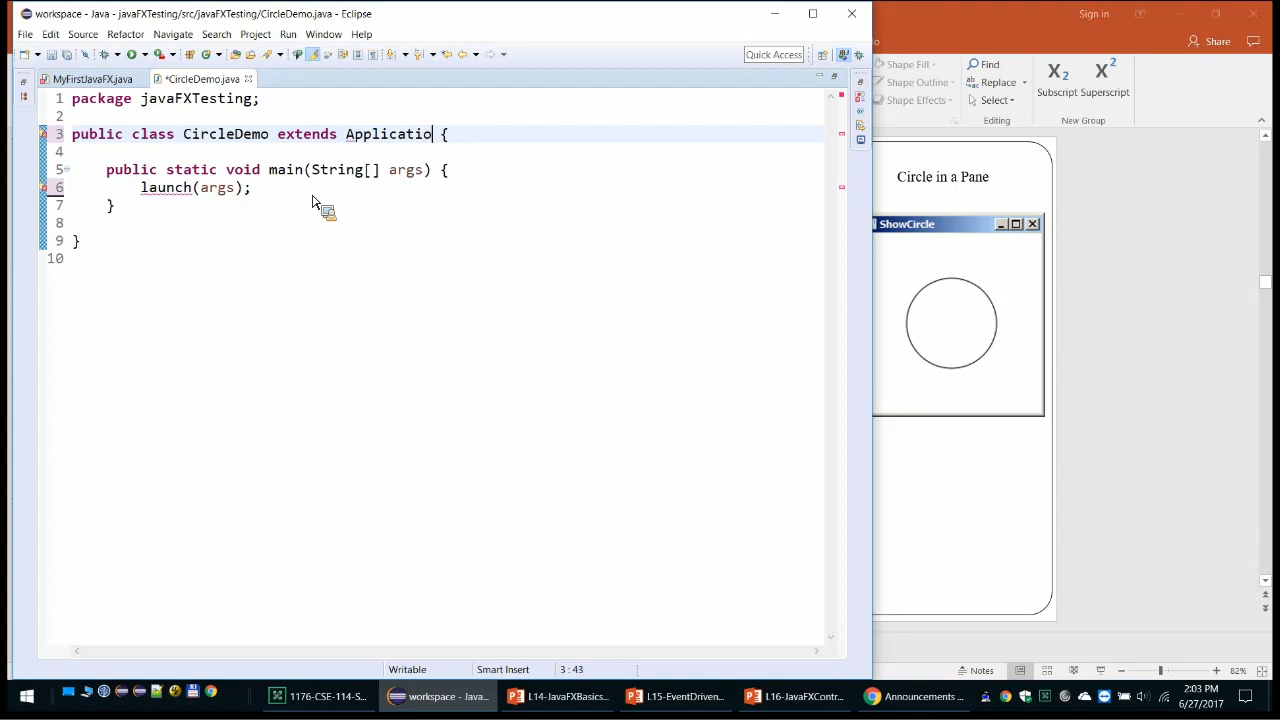 workspace - Java - javaFXTesting/src/javaFXTesting/CircleDemo.java - Eclipse
Sign in
File Edit Source Refactor Navigate Search Project Run Window Help
Share
Quick Access
MyFirstJavaFX.java
*CircleDemo.java
Shape Fill
Shape Outline
Shape Effects
Find
Replace
Select
Editing
X2 X2
Subscript Superscript
New Group
1 package javaFXTesting;
2
3 public class CircleDemo extends Applicatio {
4
5 public static void main(String[] args) {
6 launch(args);
7 }
8
9 }
10
Circle in a Pane
ShowCircle
Writable
Smart Insert
3 : 43
Notes
82%
1176-CSE-114-S...
workspace - Java...
L14-JavaFXBasics...
L15-EventDriven...
L16-JavaFXContr...
Announcements ...
2:03 PM
6/27/2017